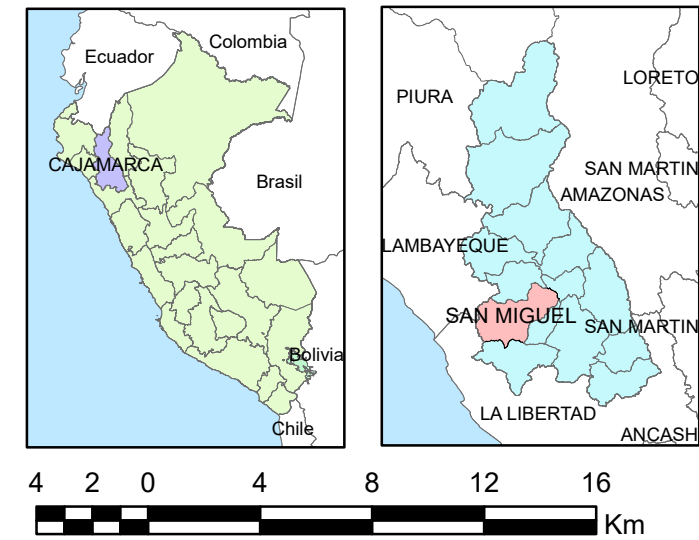 Colombia
Ecuador
CAJAMARCA
Brasil
Bolivia
Chile
PIURA
LORETO
SAN MARTIN
AMAZONAS
LAMBAYEQUE
SAN MIGUEL
SAN MARTIN
LA LIBERTAD
ANCASH
4 2 0 4 8 12 16
Km